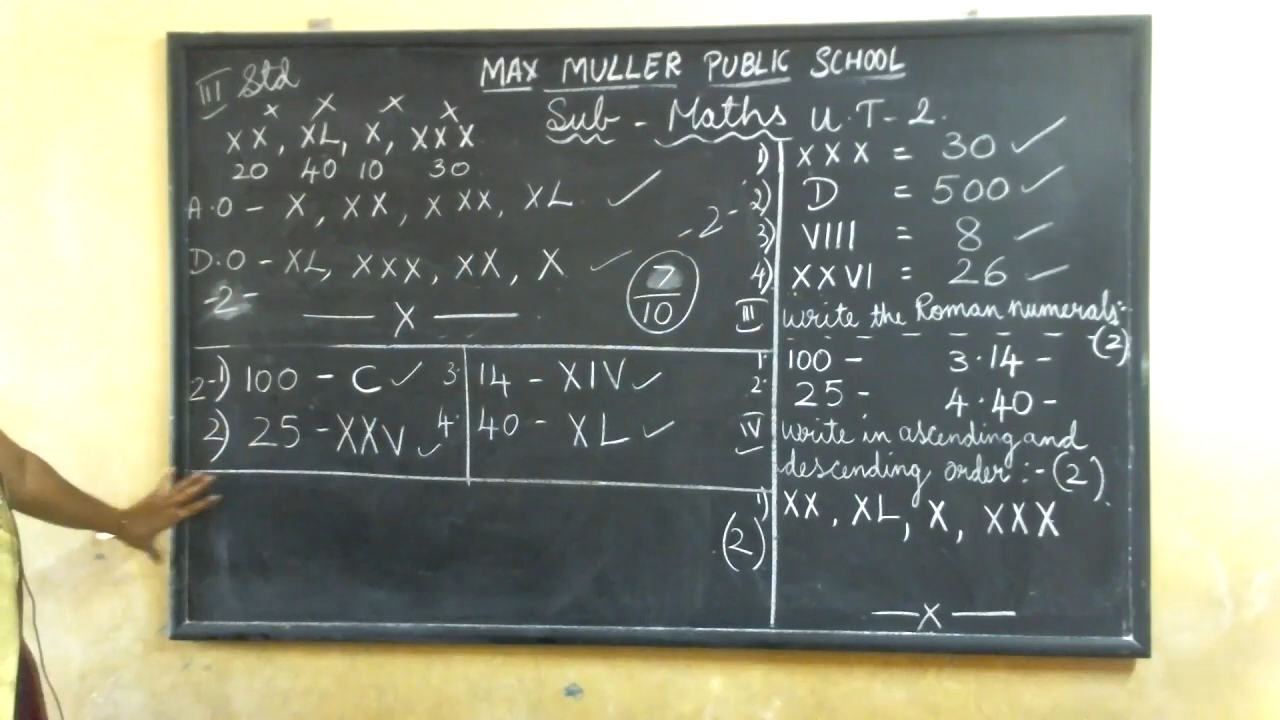 MAX MULLER PUBLIC SCHOOL
III Std
Sub - Maths U.T-2.
x x x x
XX, XL, X, XXX
20 40 10 30
A.O - X, XX, XXX, XL ✓
D.O - XL, XXX, XX, X ✓
-2-
— X —
-2-
7/10
2-1) 100 - C ✓
2) 25 - XXV ✓
3. 14 - XIV ✓
4. 40 - XL ✓
1) XXX = 30 ✓
2) D = 500 ✓
3) VIII = 8 ✓
4) XXVI = 26 ✓
III write the Roman numerals:-
(2)
1. 100 - 3. 14 -
2. 25 - 4. 40 -
IV write in ascending and
descending order:- (2)
1) XX, XL, X, XXX
(2)
— X —